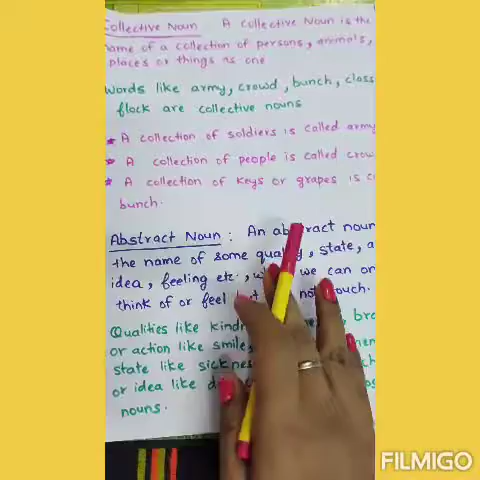 Collective Noun A collective Noun is the
name of a collection of persons, animals,
places or things as one
words like army, crowd, bunch, class
flock are collective nouns
★ A collection of soldiers is called army
★ A collection of people is called crow
★ A collection of keys or grapes is c
bunch.
Abstract Noun : An abstract noun
the name of some quality, state, a
idea, feeling etc, we can on
think of or feel not touch.
Qualities like kind bra
or action like smile,
state like sickness
or idea like
nouns.
FILMIGO